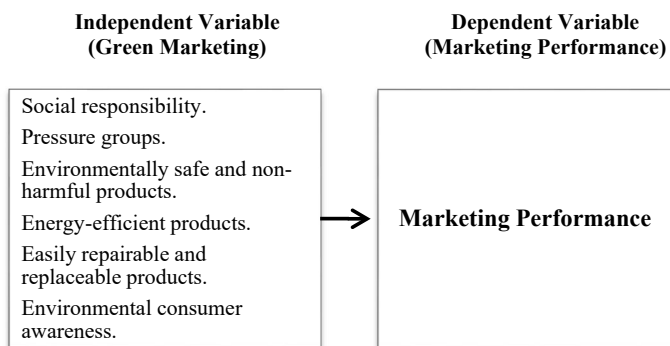 Independent Variable
(Green Marketing)
Dependent Variable
(Marketing Performance)
Social responsibility.
Pressure groups.
Environmentally safe and non-
harmful products.
Energy-efficient products.
Easily repairable and
replaceable products.
Environmental consumer
awareness.
Marketing Performance